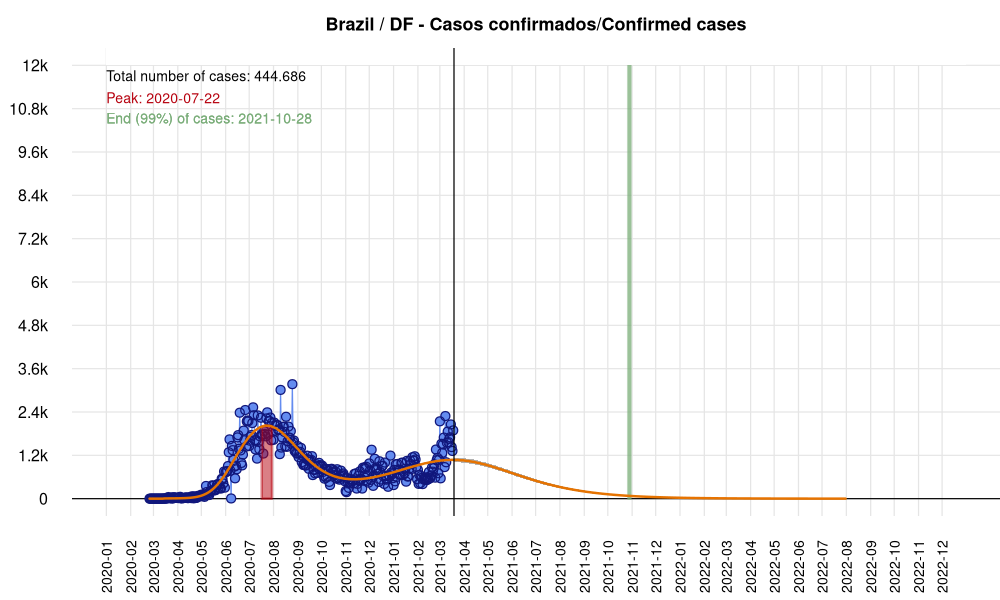 Brazil / DF - Casos confirmados/Confirmed cases
Total number of cases: 444.686
Peak: 2020-07-22
End (99%) of cases: 2021-10-28
12k
10.8k
9.6k
8.4k
7.2k
6k
4.8k
3.6k
2.4k
1.2k
0
2020-01
2020-02
2020-03
2020-04
2020-05
2020-06
2020-07
2020-08
2020-09
2020-10
2020-11
2020-12
2021-01
2021-02
2021-03
2021-04
2021-05
2021-06
2021-07
2021-08
2021-09
2021-10
2021-11
2021-12
2022-01
2022-02
2022-03
2022-04
2022-05
2022-06
2022-07
2022-08
2022-09
2022-10
2022-11
2022-12